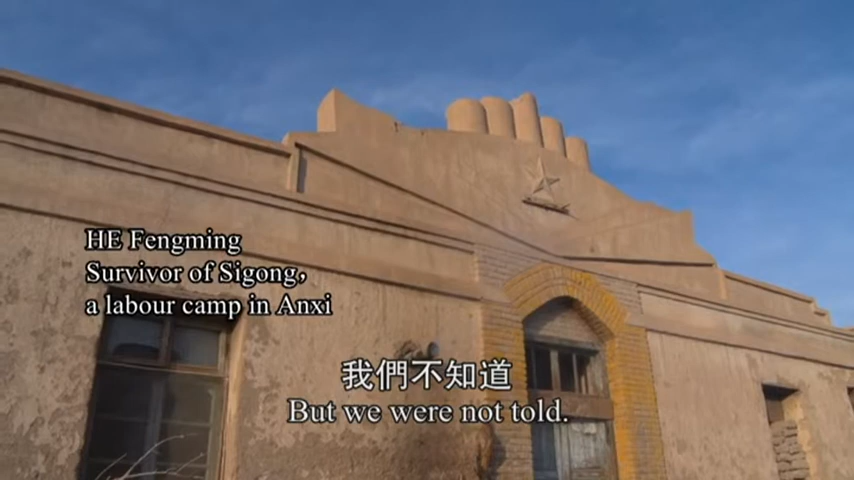 HE Fengming
Survivor of Sigong,
a labour camp in Anxi
我們不知道
But we were not told.